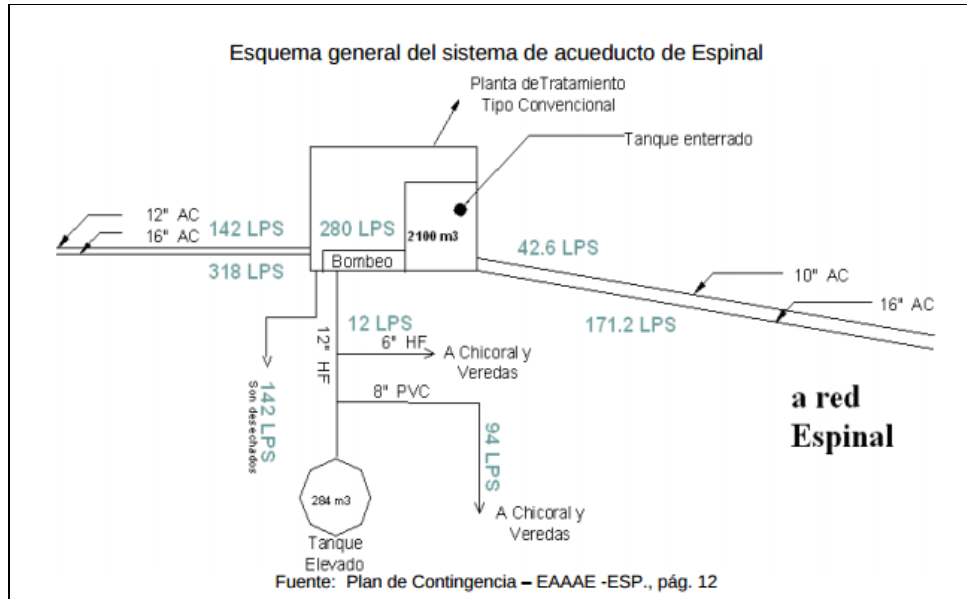 Esquema general del sistema de acueducto de Espinal
Planta deTratamiento
Tipo Convencional
Tanque enterrado
12" AC
16" AC
142 LPS
318 LPS
280 LPS
2100 m3
Bombeo
42.6 LPS
10" AC
16" AC
171.2 LPS
12 LPS
6" HF
A Chicoral y
Veredas
12" HF
8" PVC
142 LPS
Son desechados
94 LPS
a red
Espinal
284 m3
A Chicoral y
Veredas
Tanque
Elevado
Fuente: Plan de Contingencia – EAAAE -ESP., pág. 12